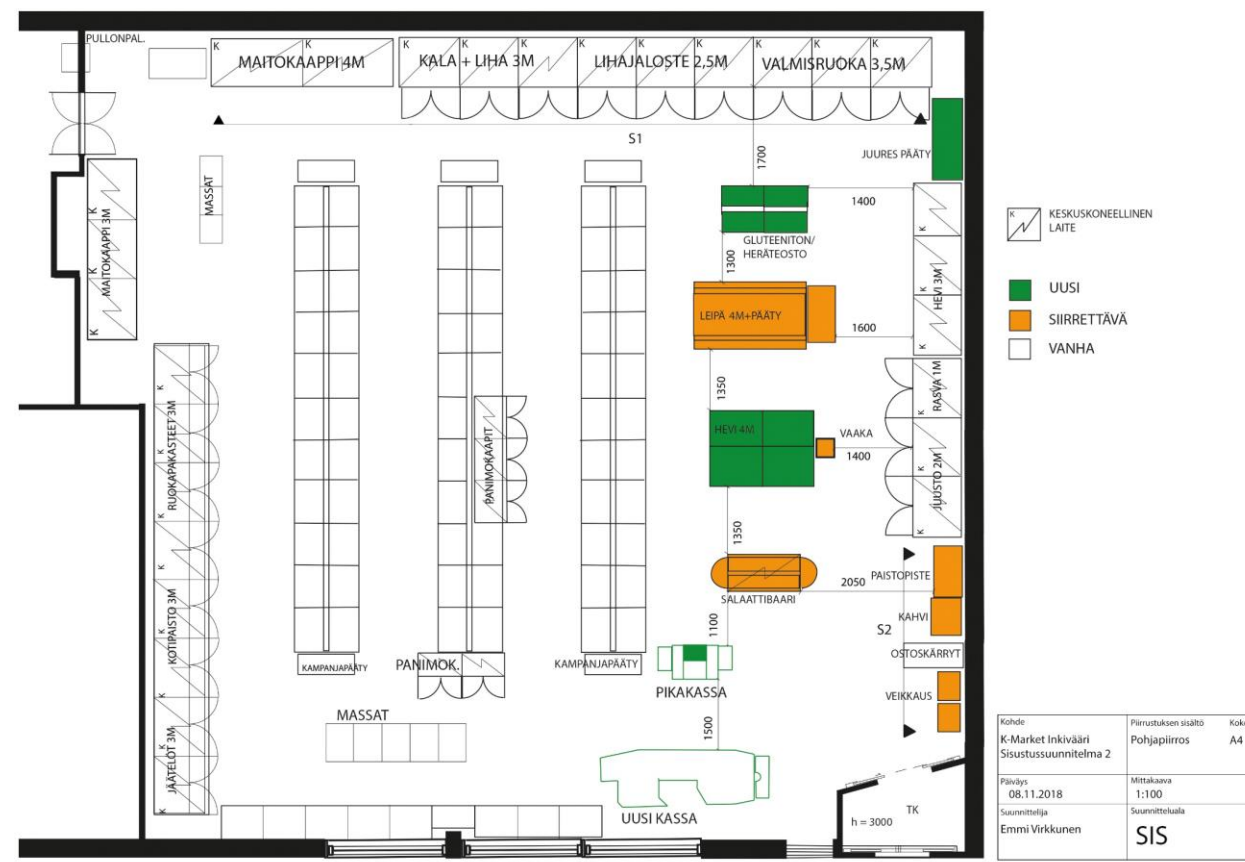 PULLONPAL.
K
MAITOKAAPPI 4M
K
K
KALA + LIHA 3M
K
K
K
LIHAJALOSTE 2,5M
K
K
K
VALMISRUOKA 3,5M
K
K
S1
JUURES PÄÄTY
1700
1400
MASSAT
K
MAITOKAAPPI 3M
K
K
GLUTEENITON/
HERÄTEOSTO
1300
HEVI 3M
K
K
LEIPÄ 4M+PÄÄTY
1600
1350
RASVA 1M
K
HEVI 4M
VAAKA
1400
JUUSTO 2M
K
K
RUOKAPAKASTEET 3M
K
K
K
PANIMOKAAPIT
1350
PAISTOPISTE
2050
SALAATTIBAARI
KAHVI
S2
1100
OSTOSKÄRRYT
KOTIPAISTO 3M
K
K
K
KAMPANJAPÄÄTY
PANIMOK.
KAMPANJAPÄÄTY
PIKAKASSA
VEIKKAUS
MASSAT
1500
JÄÄTELÖT 3M
K
K
UUSI KASSA
h = 3000
TK
K
KESKUSKONEELLINEN
LAITE
UUSI
SIIRRETTÄVÄ
VANHA
Kohde
K-Market Inkivääri
Sisustussuunnitelma 2
Piirrustuksen sisältö
Pohjapiirros
A4
Päiväys
08.11.2018
Mittakaava
1:100
Suunnittelija
Emmi Virkkunen
Suunnitteluala
SIS